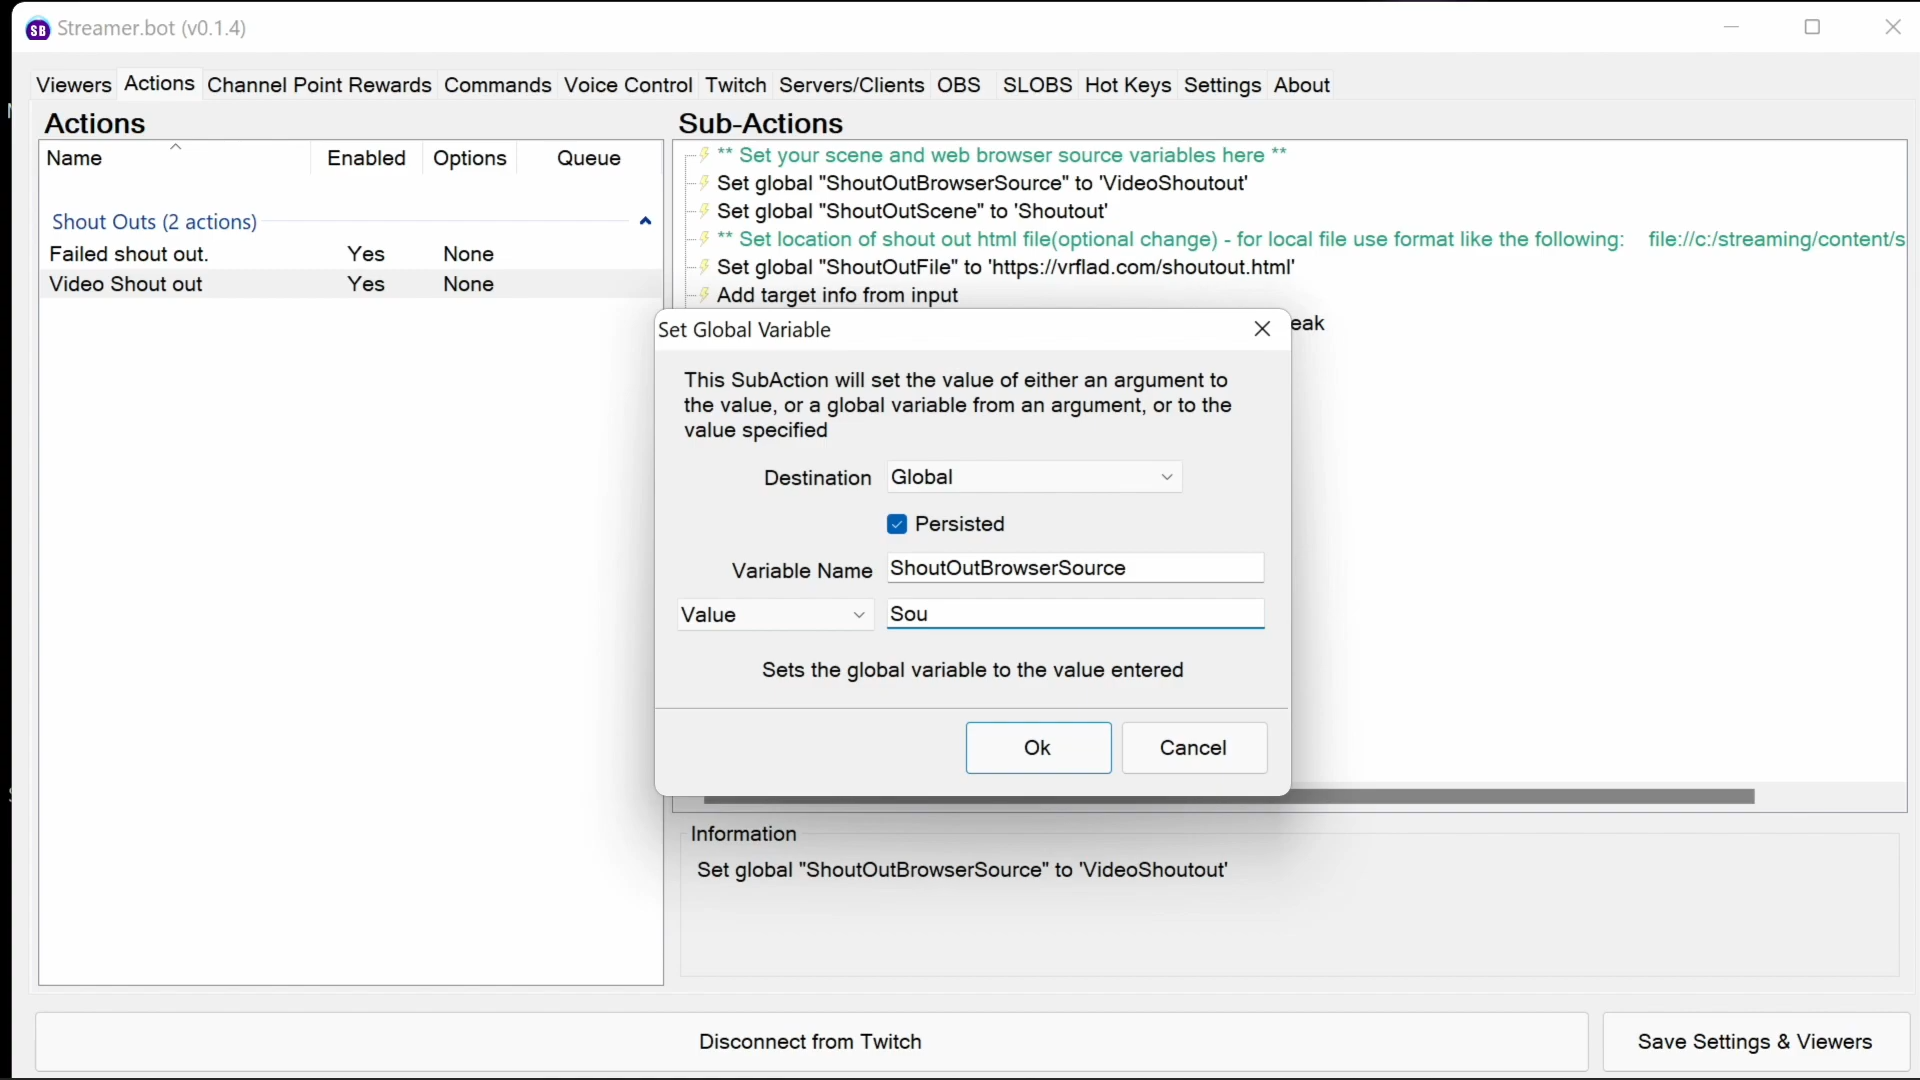 Streamer.bot (v0.1.4)
Viewers Actions Channel Point Rewards Commands Voice Control Twitch Servers/Clients OBS SLOBS Hot Keys Settings About
Actions
Name Enabled Options Queue
Shout Outs (2 actions)
Failed shout out. Yes None
Video Shout out Yes None
Sub-Actions
** Set your scene and web browser source variables here **
Set global "ShoutOutBrowserSource" to 'VideoShoutout'
Set global "ShoutOutScene" to 'Shoutout'
** Set location of shout out html file(optional change) - for local file use format like the following: file://c:/streaming/content/s
Set global "ShoutOutFile" to 'https://vrflad.com/shoutout.html'
Add target info from input
eak
Set Global Variable
This SubAction will set the value of either an argument to
the value, or a global variable from an argument, or to the
value specified
Destination Global
Persisted
Variable Name ShoutOutBrowserSource
Value Sou
Sets the global variable to the value entered
Ok Cancel
Information
Set global "ShoutOutBrowserSource" to 'VideoShoutout'
Disconnect from Twitch Save Settings & Viewers